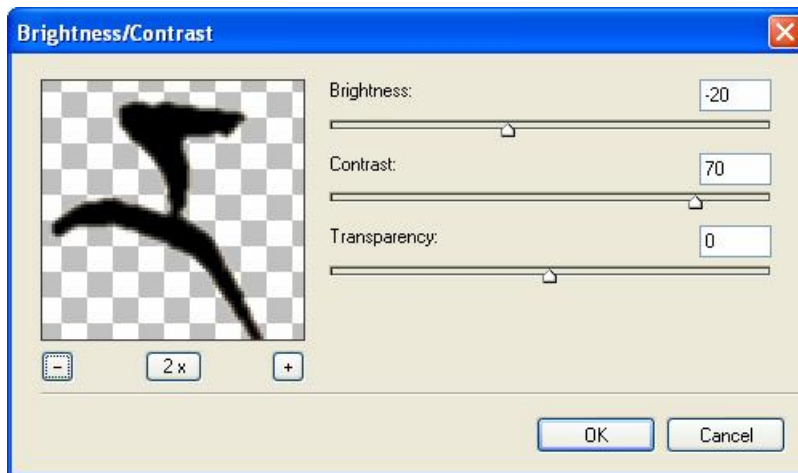 Brightness/Contrast
Brightness:
-20
Contrast:
70
Transparency:
0
-
2 x
+
OK
Cancel